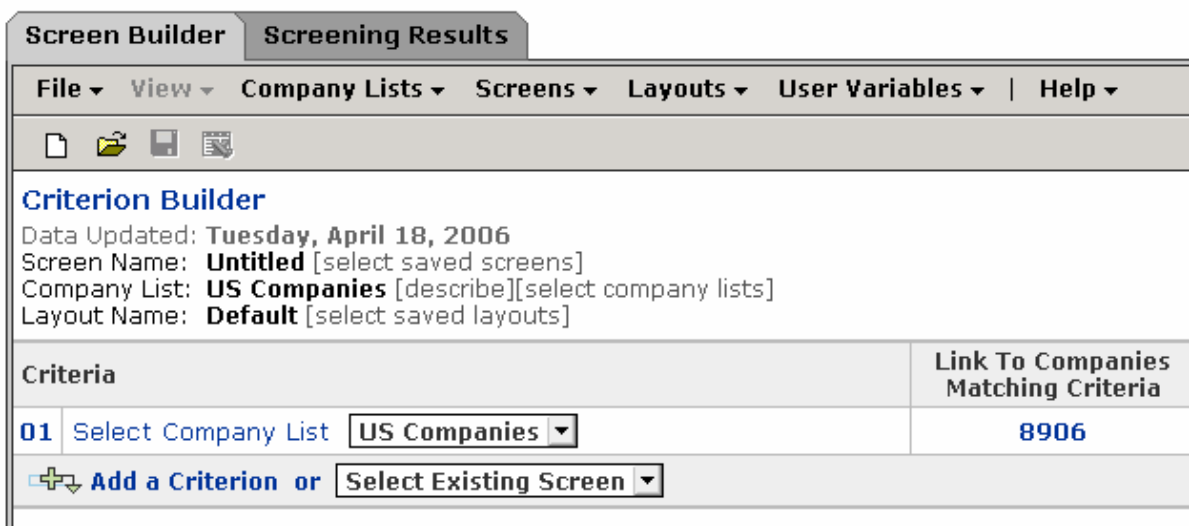 Screen Builder Screening Results
File View Company Lists Screens Layouts User Variables | Help
Criterion Builder
Data Updated: Tuesday, April 18, 2006
Screen Name: Untitled [select saved screens]
Company List: US Companies [describe][select company lists]
Layout Name: Default [select saved layouts]
Criteria
Link To Companies
Matching Criteria
01 Select Company List US Companies 8906
Add a Criterion or Select Existing Screen